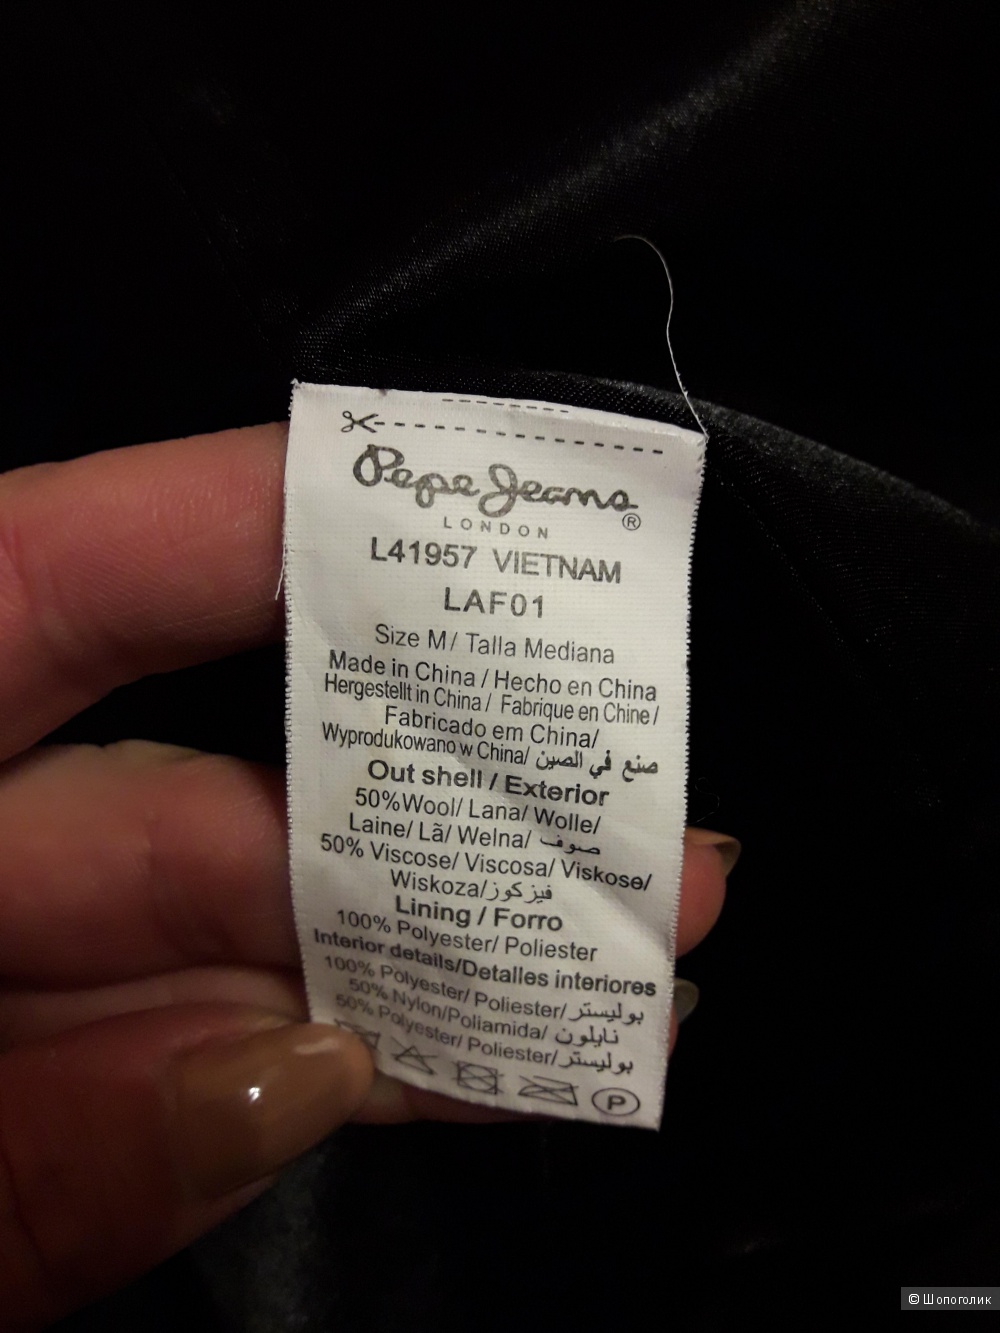 Pepe Jeans
LONDON ®
L41957 VIETNAM
LAF01
Size M/ Talla Mediana
Made in China / Hecho en China
Hergestellt in China / Fabrique en Chine /
Fabricado em China/
Wyprodukowano w China/ صنع في الصين
Out shell / Exterior
50%Wool/ Lana/ Wolle/
Laine/ Lã/ Welna/ صوف
50% Viscose/ Viscosa/ Viskose/
Wiskoza/فيزكوز
Lining / Forro
100% Polyester/ Poliester
Interior details/Detalles interiores
100% Polyester/ Poliester/بوليستر
50% Nylon/Poliamida/ نايلون
50% Polyester/ Poliester/بوليستر
P
© Шопоголик